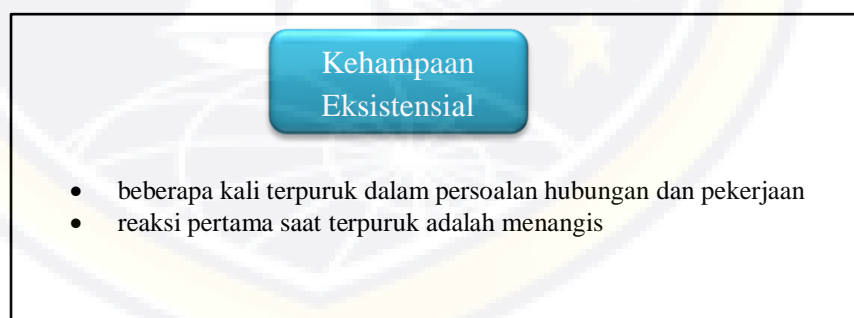 Kehampaan
Eksistensial
• beberapa kali terpuruk dalam persoalan hubungan dan pekerjaan
• reaksi pertama saat terpuruk adalah menangis